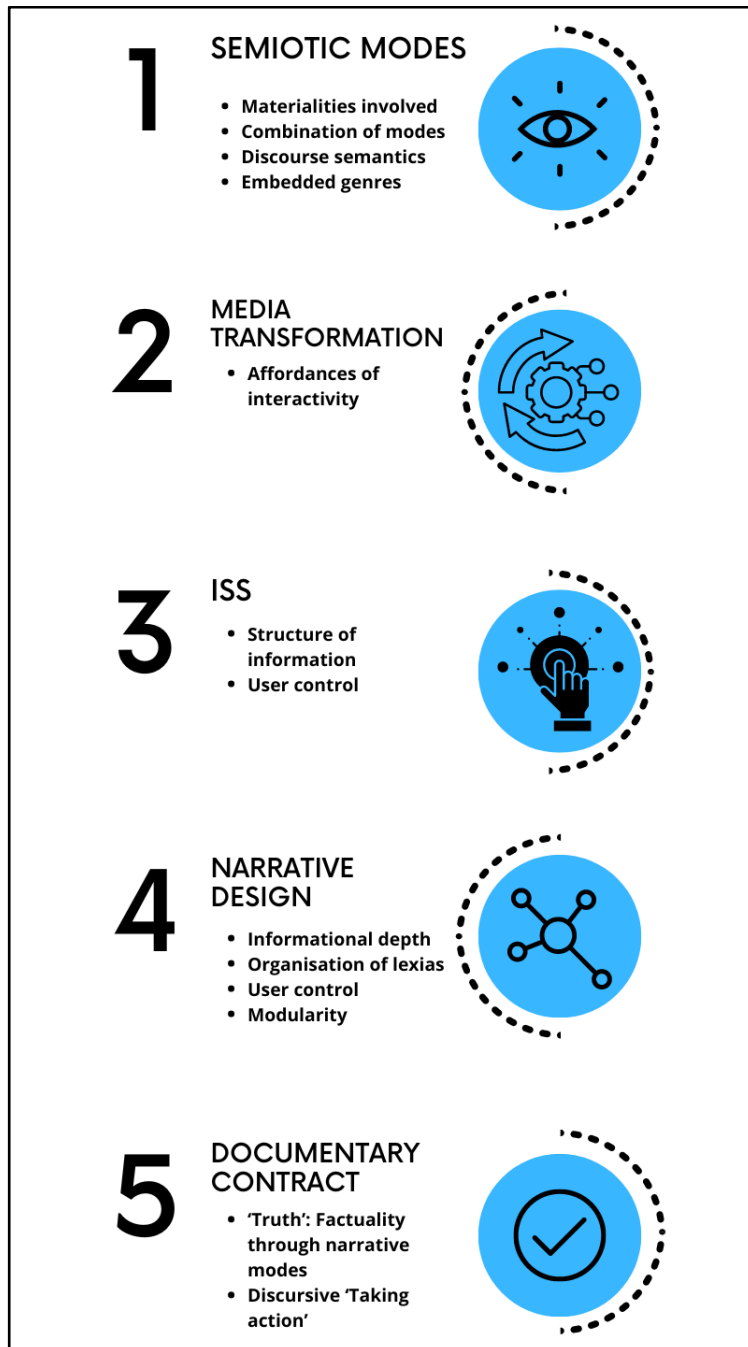 1
SEMIOTIC MODES
• Materialities involved
• Combination of modes
• Discourse semantics
• Embedded genres
2
MEDIA
TRANSFORMATION
• Affordances of
interactivity
3
ISS
• Structure of
information
• User control
4
NARRATIVE
DESIGN
• Informational depth
• Organisation of lexias
• User control
• Modularity
5
DOCUMENTARY
CONTRACT
• ‘Truth’: Factuality
through narrative
modes
• Discursive ‘Taking
action’